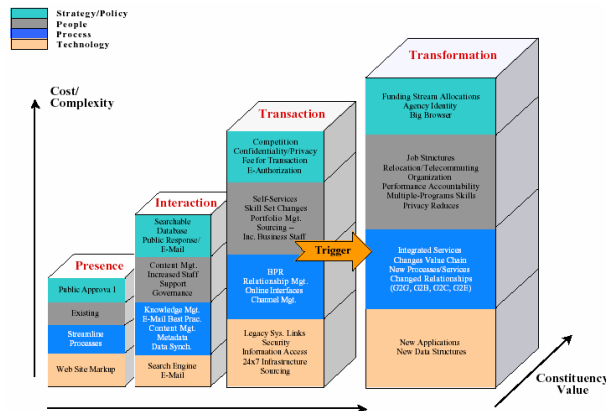 Strategy/Policy
People
Process
Technology
Cost/
Complexity
Presence
Public Approva l
Existing
Streamline
Processes
Web Site Markup
Interaction
Searchable
Database
Public Response/
E-Mail
Content Mgt.
Increased Staff
Support
Governance
Knowledge Mgt.
E-Mail Best Prac.
Content Mgt.
Metadata
Data Synch.
Search Engine
E-Mail
Transaction
Competition
Confidentiality/Privacy
Fee for Transaction
E-Authorization
Self-Services
Skill Set Changes
Portfolio Mgt.
Sourcing --
Inc. Business Staff
BPR
Relationship Mgt.
Online Interfaces
Channel Mgt.
Legacy Sys. Links
Security
Information Access
24x7 Infrastructure
Sourcing
Trigger
Transformation
Funding Stream Allocations
Agency Identity
Big Browser
Job Structures
Relocation/Telecommuting
Organization
Performance Accountability
Multiple-Programs Skills
Privacy Reduces
Integrated Services
Changes Value Chain
New Processes/Services
Changed Relationships
(G2G, G2B, G2C, G2E)
New Applications
New Data Structures
Constituency
Value